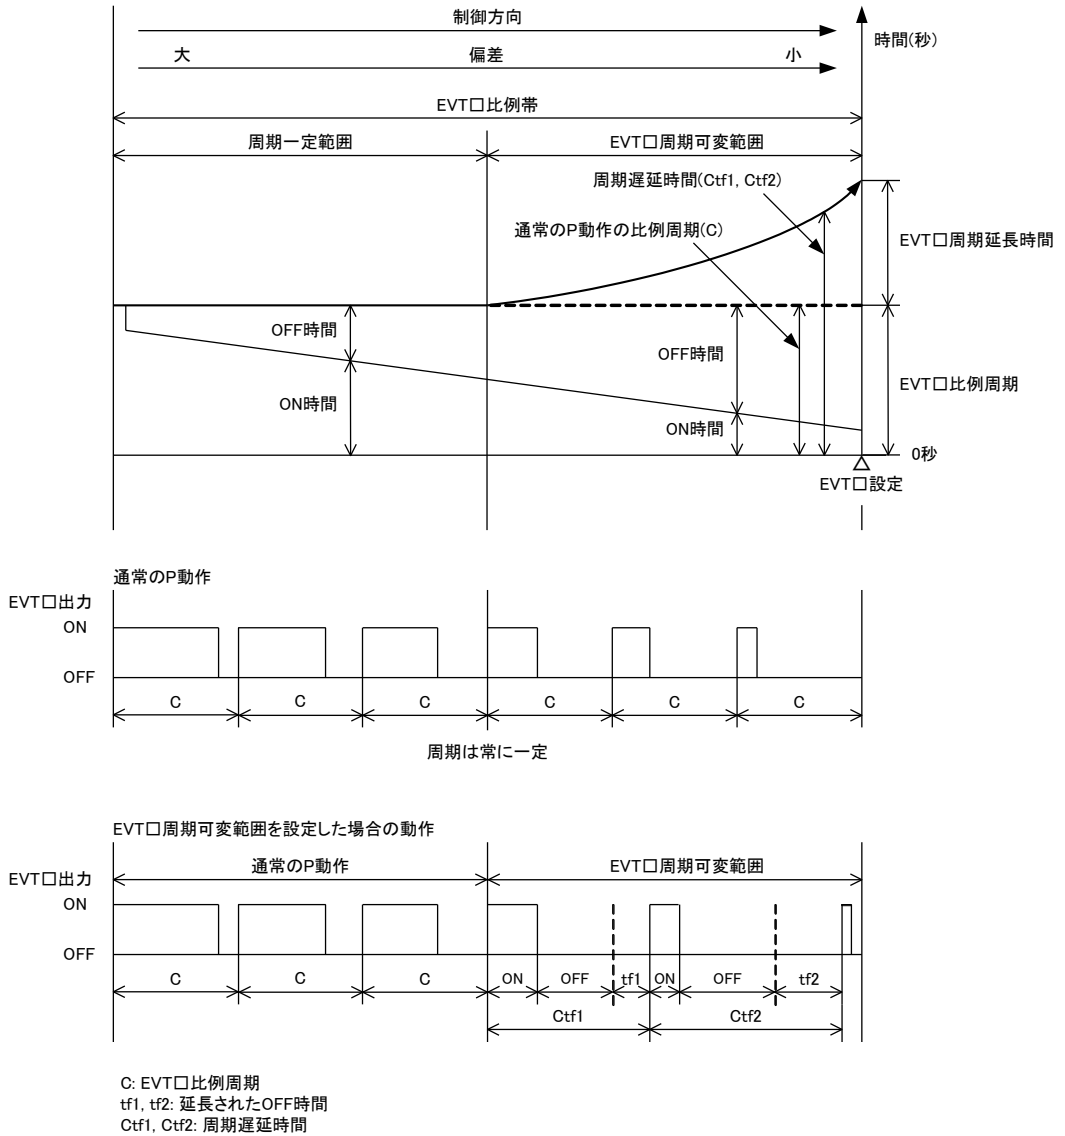 制御方向
時間(秒)
大 偏差 小
EVT□比例帯
周期一定範囲 EVT□周期可変範囲
周期遅延時間(Ctf1, Ctf2)
通常のP動作の比例周期(C)
EVT□周期延長時間
OFF時間
OFF時間
EVT□比例周期
ON時間
ON時間
0秒
EVT□設定
通常のP動作
EVT□出力
ON
OFF
C C C C C C
周期は常に一定
EVT□周期可変範囲を設定した場合の動作
通常のP動作 EVT□周期可変範囲
EVT□出力
ON
OFF
C C C ON OFF tf1 ON OFF tf2
Ctf1 Ctf2
C: EVT□比例周期
tf1, tf2: 延長されたOFF時間
Ctf1, Ctf2: 周期遅延時間